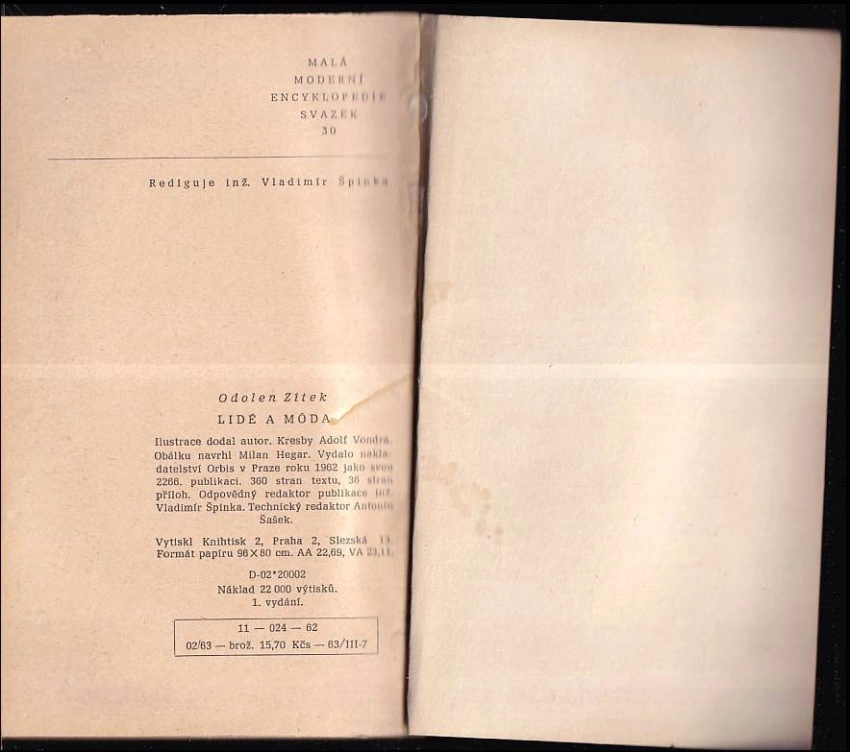 MALÁ
MODERNÍ
ENCYKLOPEDIE
SVAZEK
30
Rediguje inž. Vladimír Špinka
Odolen Zítek
LIDÉ A MÓDA
Ilustrace dodal autor. Kresby Adolf Vondra.
Obálku navrhl Milan Hegar. Vydalo nakla-
datelství Orbis v Praze roku 1962 jako svou
2266. publikaci. 360 stran textu, 36 stran
příloh. Odpovědný redaktor publikace inž.
Vladimír Špinka. Technický redaktor Antonín
Šašek.
Vytiskl Knihtisk 2, Praha 2, Slezská 13.
Formát papíru 98×80 cm. AA 22,69, VA 23,11.
D-02*20002
Náklad 22 000 výtisků.
1. vydání.
11 — 024 — 62
02/63 — brož. 15,70 Kčs — 63/III-7